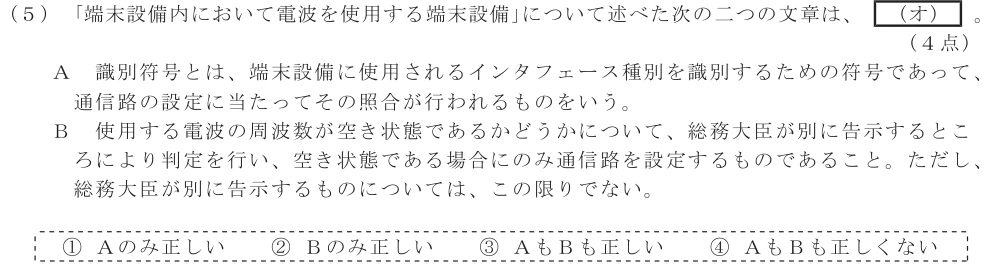 (5) 「端末設備内において電波を使用する端末設備」について述べた次の二つの文章は、 (オ) 。
(4点)
A 識別符号とは、端末設備に使用されるインタフェース種別を識別するための符号であって、
通信路の設定に当たってその照合が行われるものをいう。
B 使用する電波の周波数が空き状態であるかどうかについて、総務大臣が別に告示するとこ
ろにより判定を行い、空き状態である場合にのみ通信路を設定するものであること。ただし、
総務大臣が別に告示するものについては、この限りでない。
① Aのみ正しい ② Bのみ正しい ③ AもBも正しい ④ AもBも正しくない